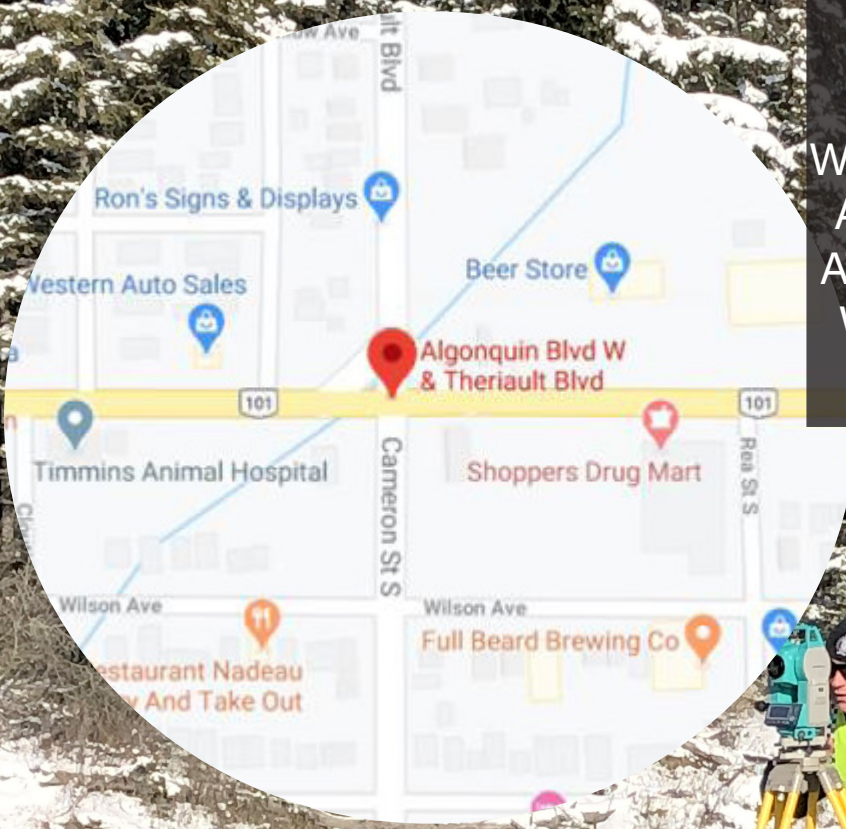 Ron's Signs & Displays
Western Auto Sales
Beer Store
Algonquin Blvd W
& Theriault Blvd
101
101
Timmins Animal Hospital
Shoppers Drug Mart
Cameron St S
Rea St S
Wilson Ave
Wilson Ave
Full Beard Brewing Co
Nadeau
And Take Out
Ave
Blvd